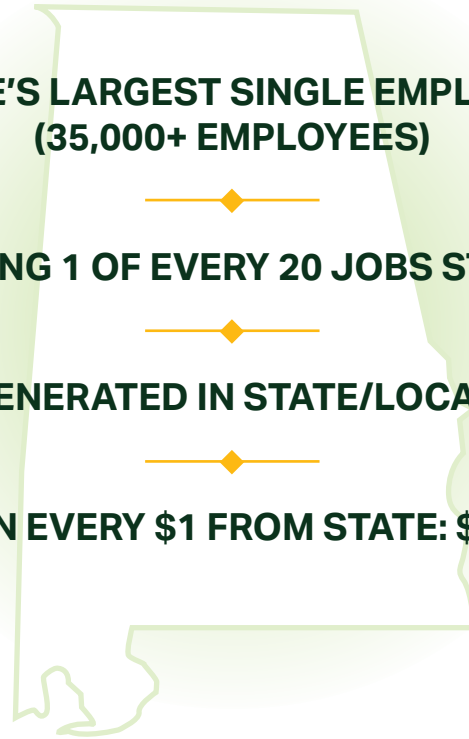 E'S LARGEST SINGLE EMPL
(35,000+ EMPLOYEES)
NG 1 OF EVERY 20 JOBS ST
ENERATED IN STATE/LOCA
N EVERY $1 FROM STATE: $